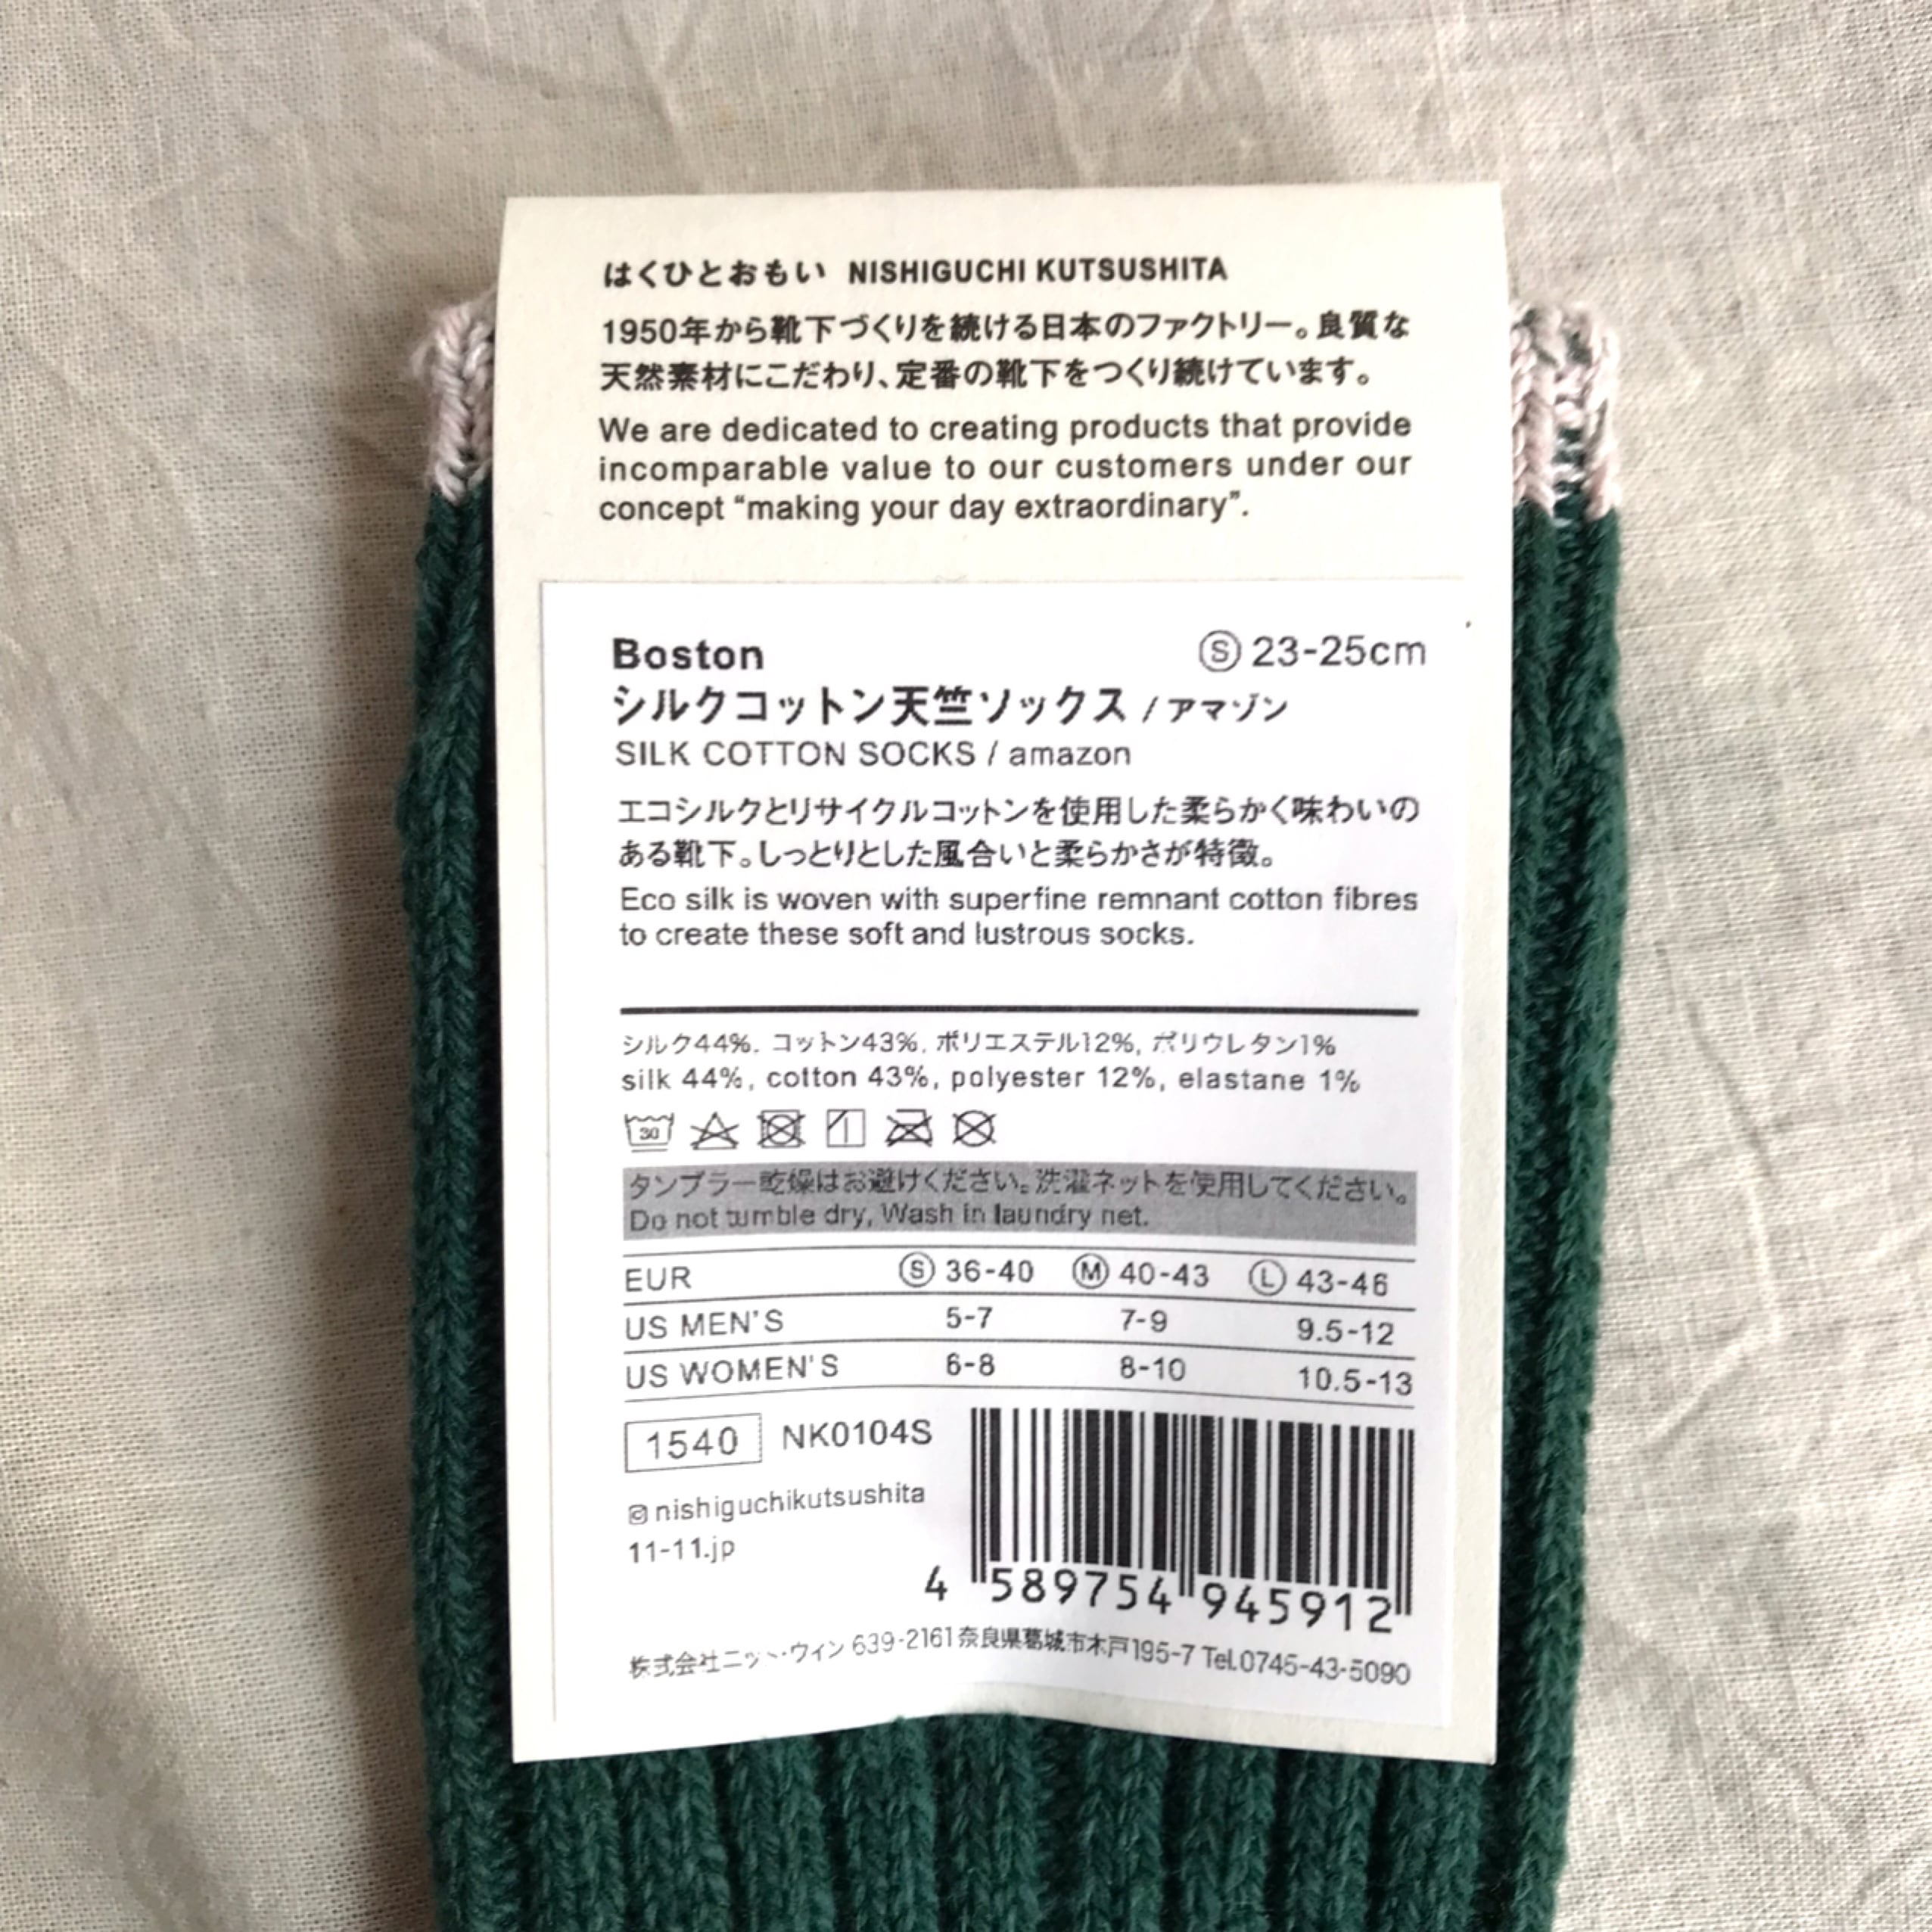 はくひとおもい NISHIGUCHI KUTSUSHITA
1950年から靴下づくりを続ける日本のファクトリー。良質な
天然素材にこだわり、定番の靴下をつくり続けています。
We are dedicated to creating products that provide
incomparable value to our customers under our
concept “making your day extraordinary”.
Boston Ⓢ 23-25cm
シルクコットン天竺ソックス / アマゾン
SILK COTTON SOCKS / amazon
エコシルクとリサイクルコットンを使用した柔らかく味わいの
ある靴下。しっとりとした風合いと柔らかさが特徴。
Eco silk is woven with superfine remnant cotton fibres
to create these soft and lustrous socks.
シルク44%, コットン43%, ポリエステル12%, ポリウレタン1%
silk 44%, cotton 43%, polyester 12%, elastane 1%
30
タンブラー乾燥はお避けください。洗濯ネットを使用してください。
Do not tumble dry, Wash in laundry net.
EUR Ⓢ 36-40 Ⓜ 40-43 Ⓛ 43-46
US MEN'S 5-7 7-9 9.5-12
US WOMEN'S 6-8 8-10 10.5-13
1540 NK0104S
@nishiguchikutsushita
11-11.jp
4 589754 945912
株式会社ニット・ウィン 639-2161 奈良県葛城市木戸195-7 Tel.0745-43-5090